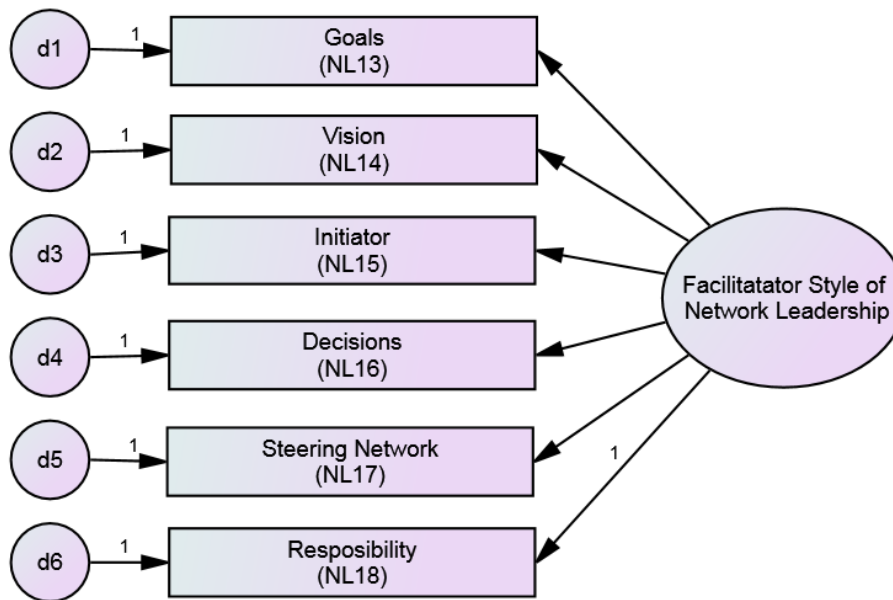 d1
1
Goals
(NL13)
d2
1
Vision
(NL14)
d3
1
Initiator
(NL15)
d4
1
Decisions
(NL16)
d5
1
Steering Network
(NL17)
d6
1
Resposibility
(NL18)
1
Facilitatator Style of
Network Leadership